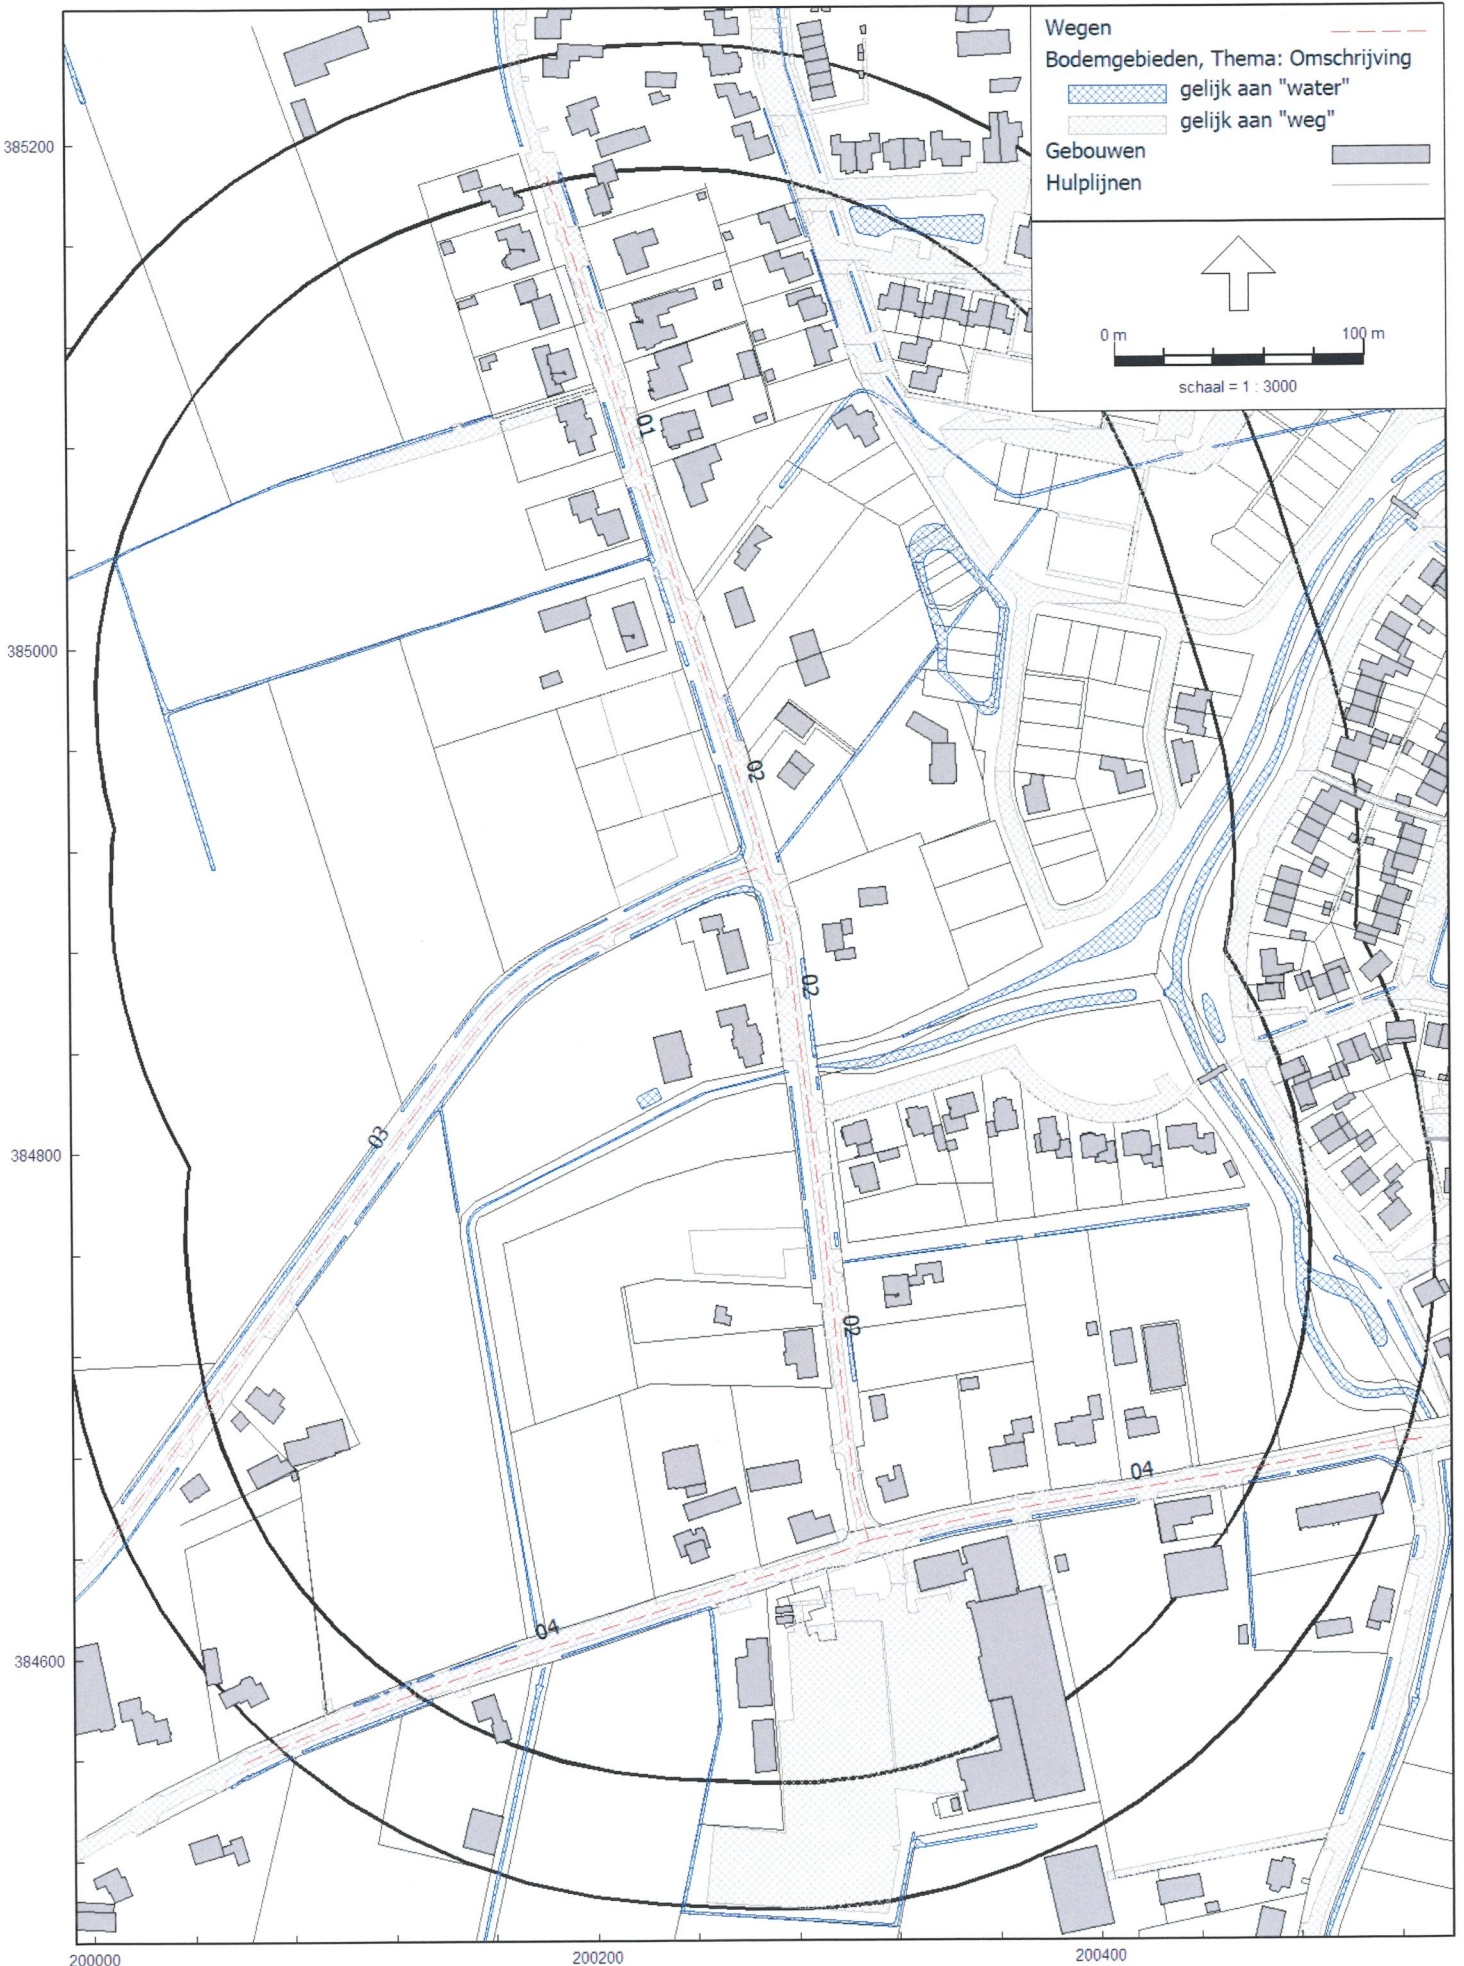 Wegen
Bodemgebieden, Thema: Omschrijving
gelijk aan "water"
gelijk aan "weg"
Gebouwen
Hulplijnen
0 m 100 m
schaal = 1 : 3000
385200
385000
384800
384600
200000 200200 200400
01
02
02
03
02
04
04